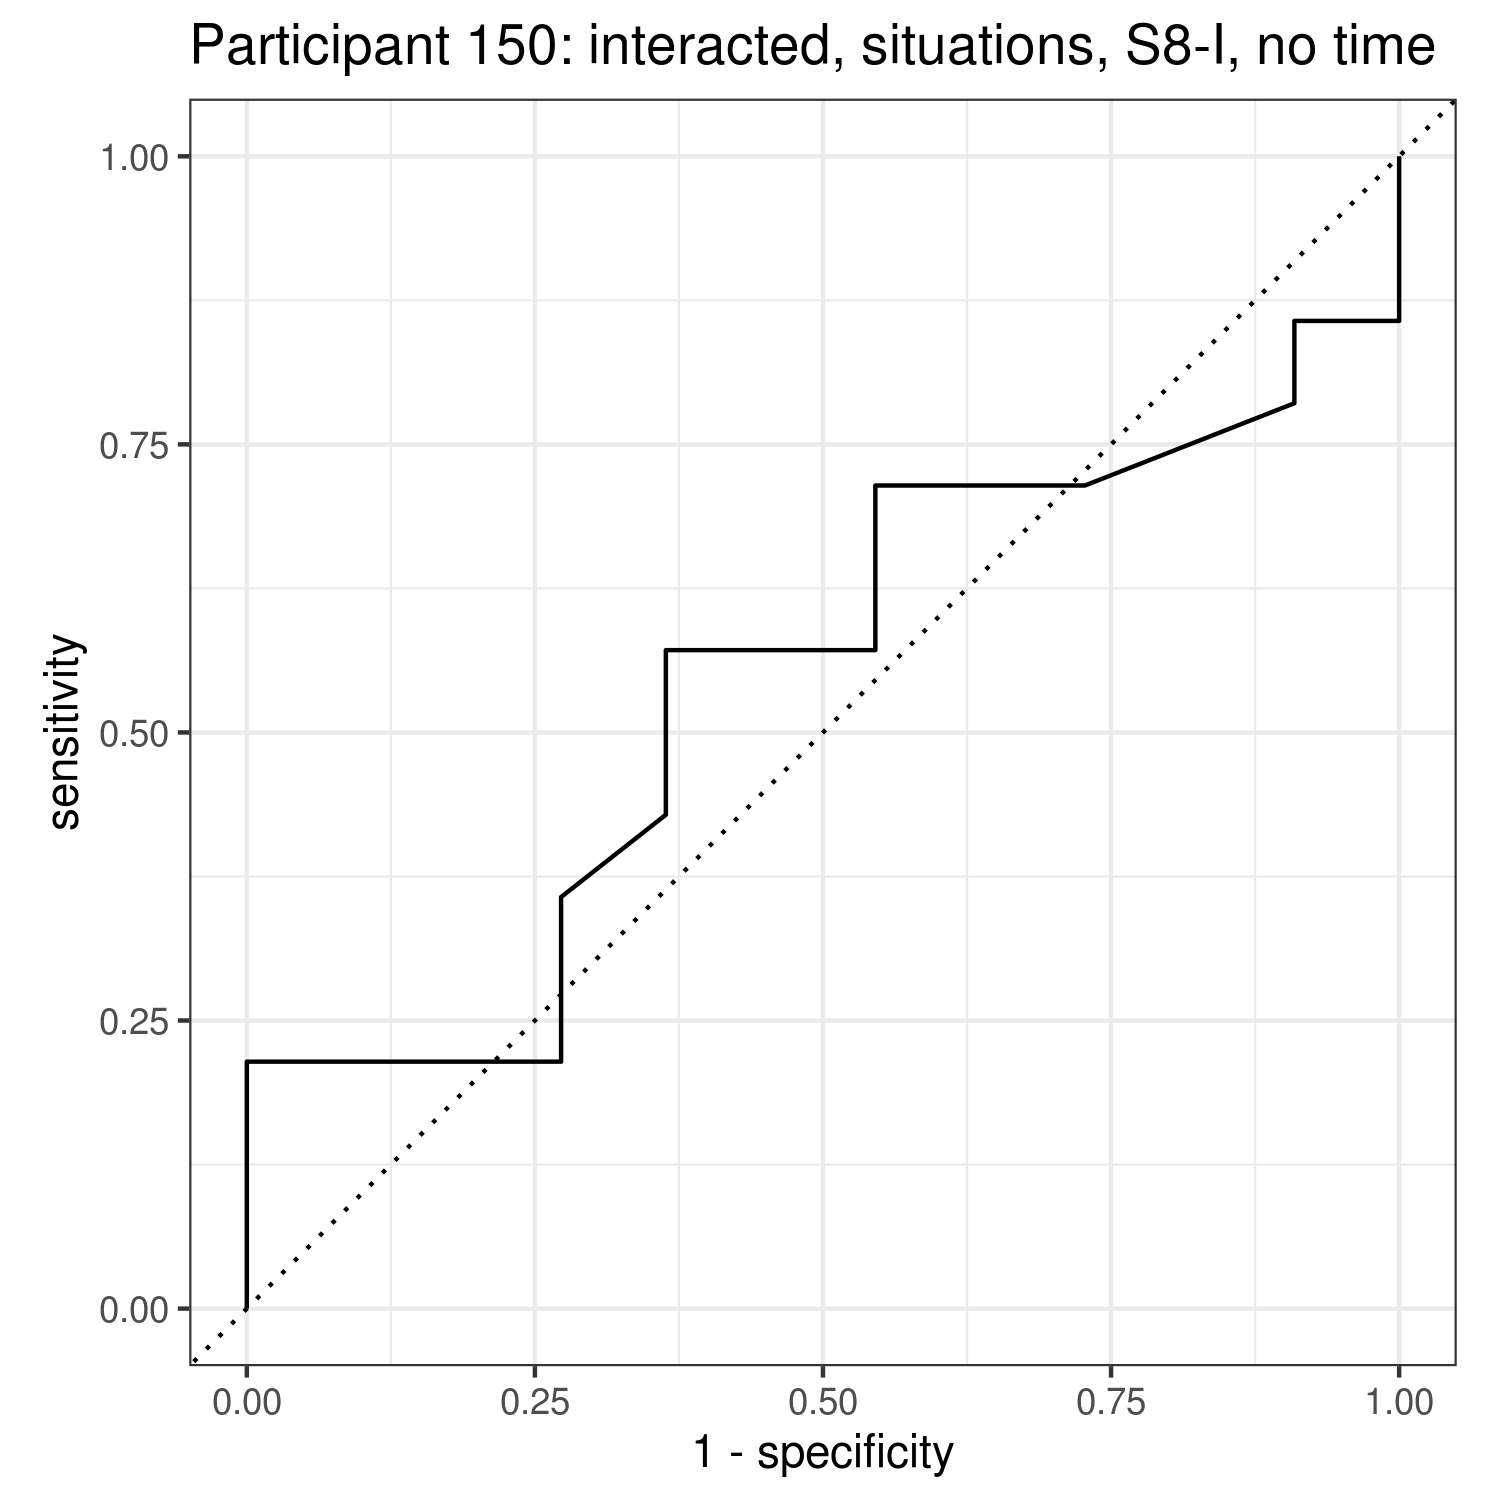 Participant 150: interacted, situations, S8-I, no time
1.00
0.75
0.50
0.25
0.00
sensitivity
0.00 0.25 0.50 0.75 1.00
1 - specificity